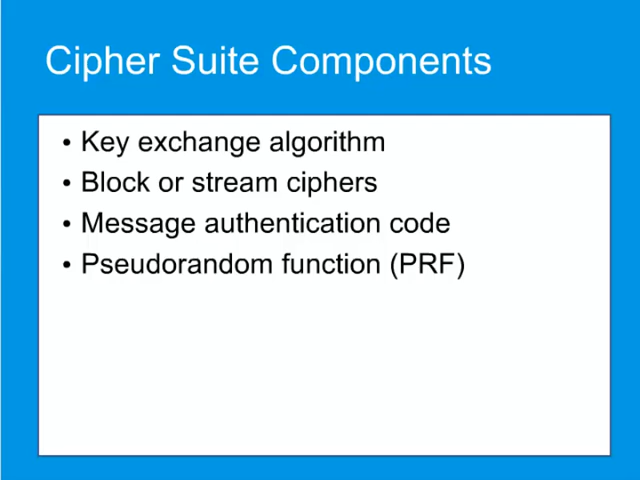 Cipher Suite Components
• Key exchange algorithm
• Block or stream ciphers
• Message authentication code
• Pseudorandom function (PRF)